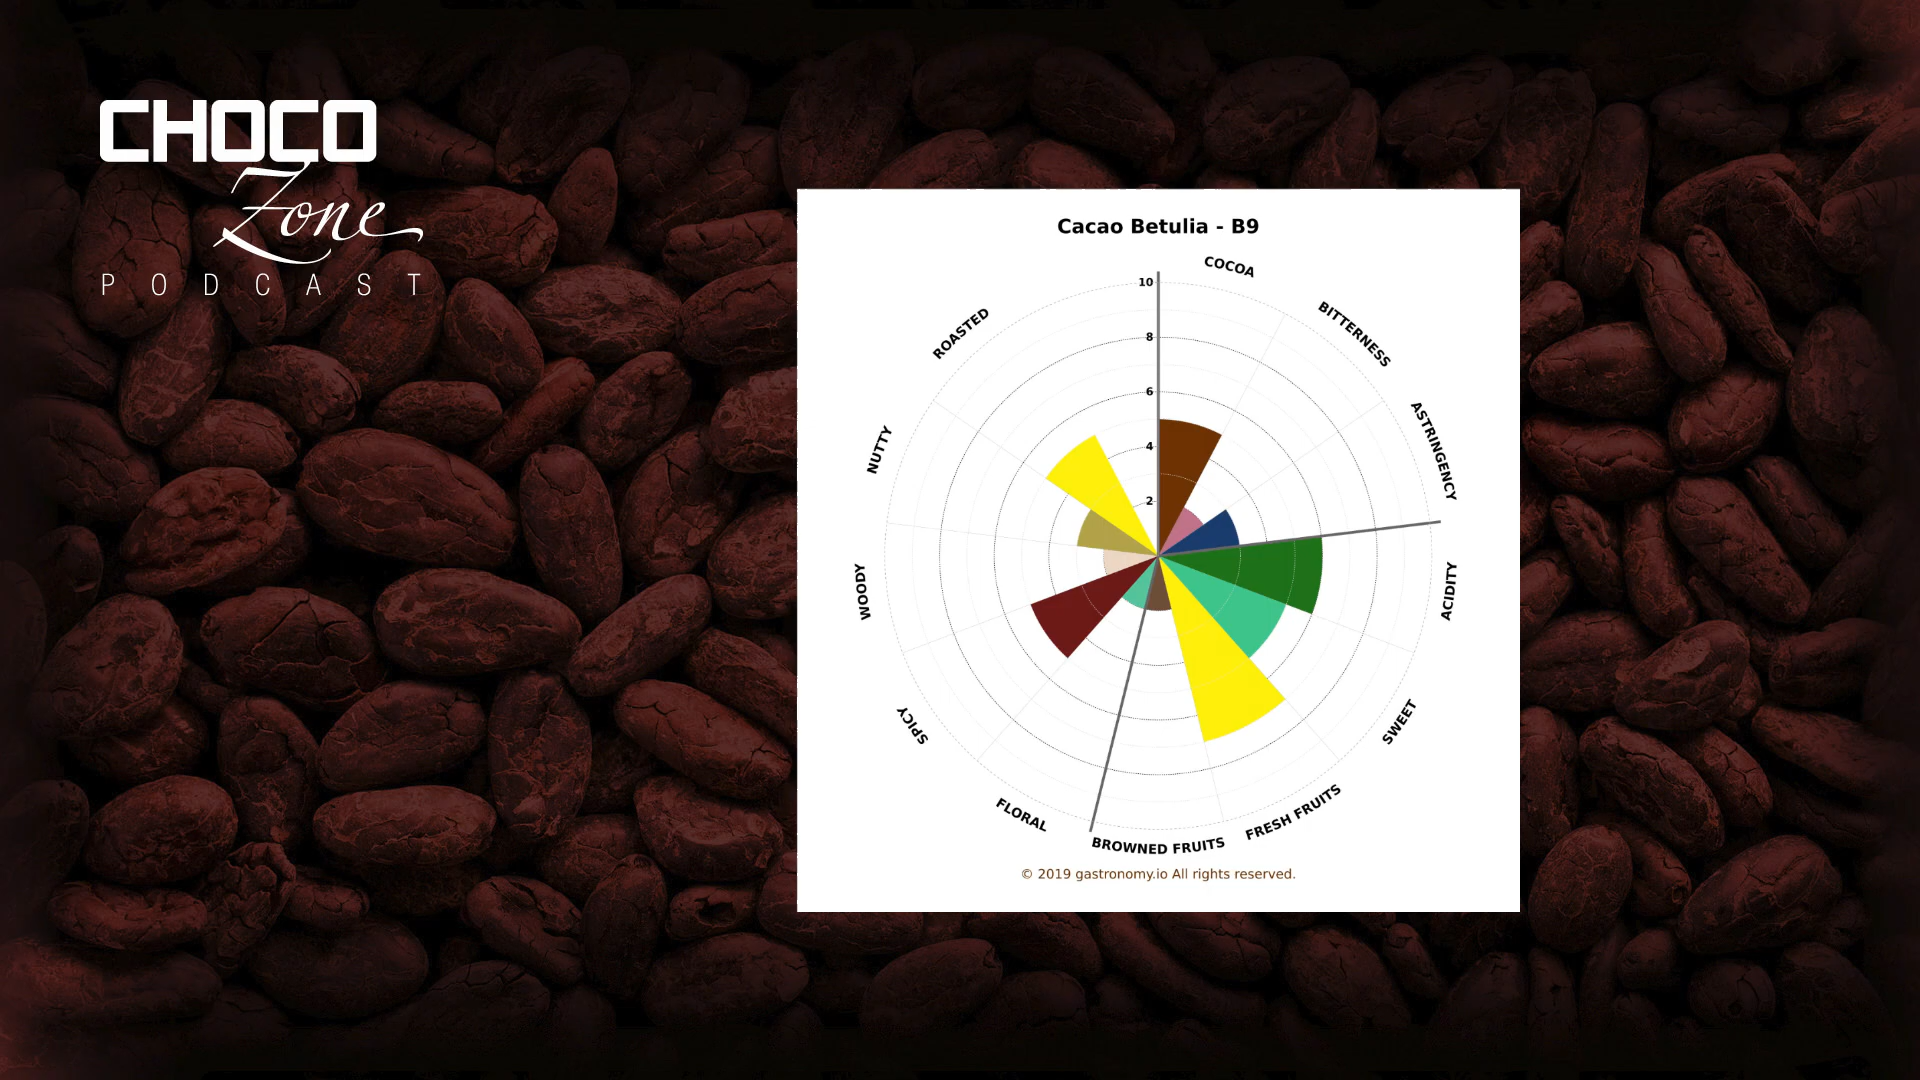 CHOCO
Zone
PODCAST
Cacao Betulia - B9
COCOA
BITTERNESS
ASTRINGENCY
ACIDITY
SWEET
FRESH FRUITS
BROWNED FRUITS
FLORAL
SPICY
WOODY
NUTTY
ROASTED
10
8
6
4
2
© 2019 gastronomy.io All rights reserved.